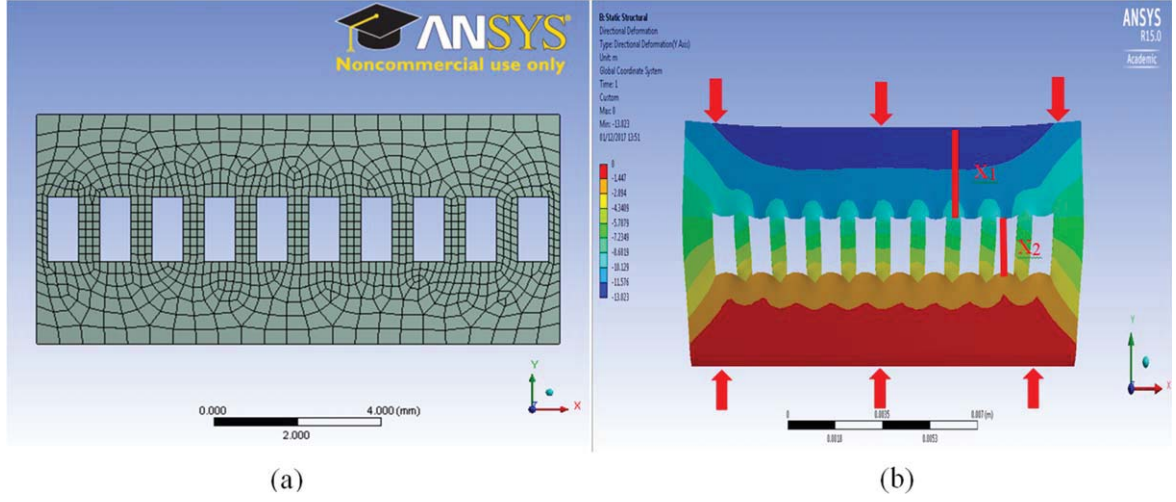 ANSYS®
Noncommercial use only
Y
X
0.000
4.000 (mm)
2.000
(a)
B: Static Structural
Directional Deformation
Type: Directional Deformation(Y Axis)
Unit: m
Global Coordinate System
Time: 1
Custom
Max: 0
Min: -13.023
01/12/2017 13:51
0
-1.447
-2.894
-4.3409
-5.7879
-7.2349
-10.129
-11.576
-13.023
ANSYS
R15.0
Academic
X1
X2
Y
X
0
0.0035
0.007 (m)
0.0018
0.0053
(b)